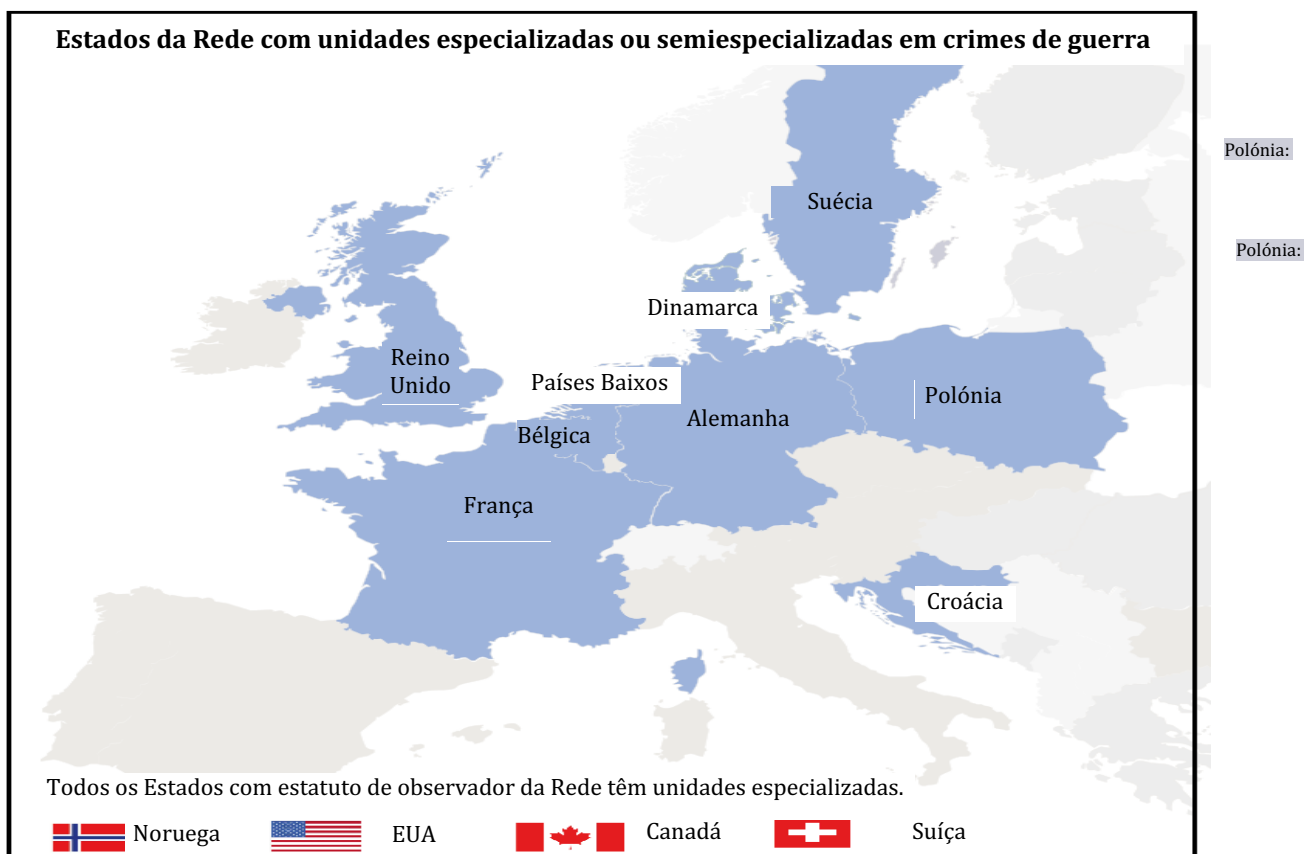 Estados da Rede com unidades especializadas ou semiespecializadas em crimes de guerra
Polónia:
Suécia
Polónia:
Dinamarca
Reino
Unido
Países Baixos
Polónia
Alemanha
Bélgica
França
Croácia
Todos os Estados com estatuto de observador da Rede têm unidades especializadas.
Noruega EUA Canadá Suíça